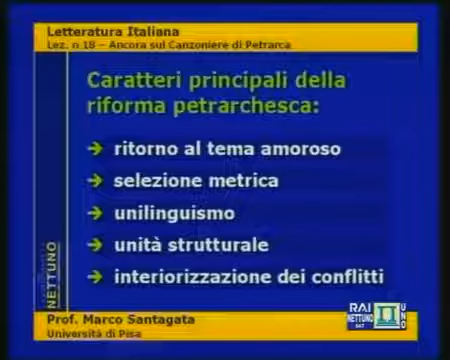 Letteratura Italiana
Lez. n 18 – Ancora sul Canzoniere di Petrarca
Caratteri principali della
riforma petrarchesca:
→ ritorno al tema amoroso
→ selezione metrica
→ unilinguismo
→ unità strutturale
→ interiorizzazione dei conflitti
NETTUNO
RAI
NETTUNO
SAT
UNO
Prof. Marco Santagata
Università di Pisa